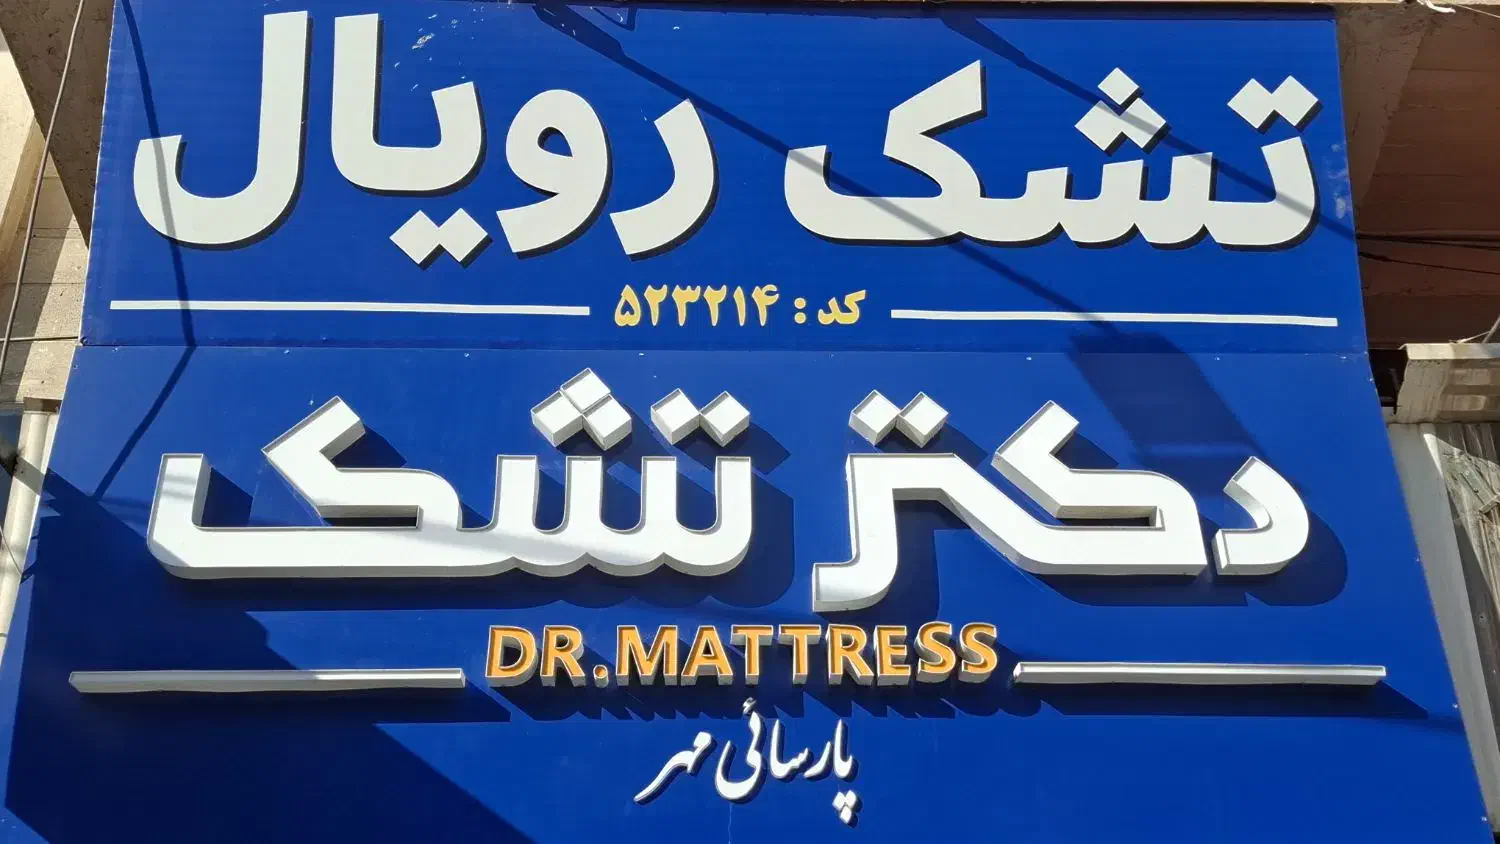 تشک رویال
کد: ۵۲۳۲۱۴
دکتر تشک
DR.MATTRESS
پارسائی مهر